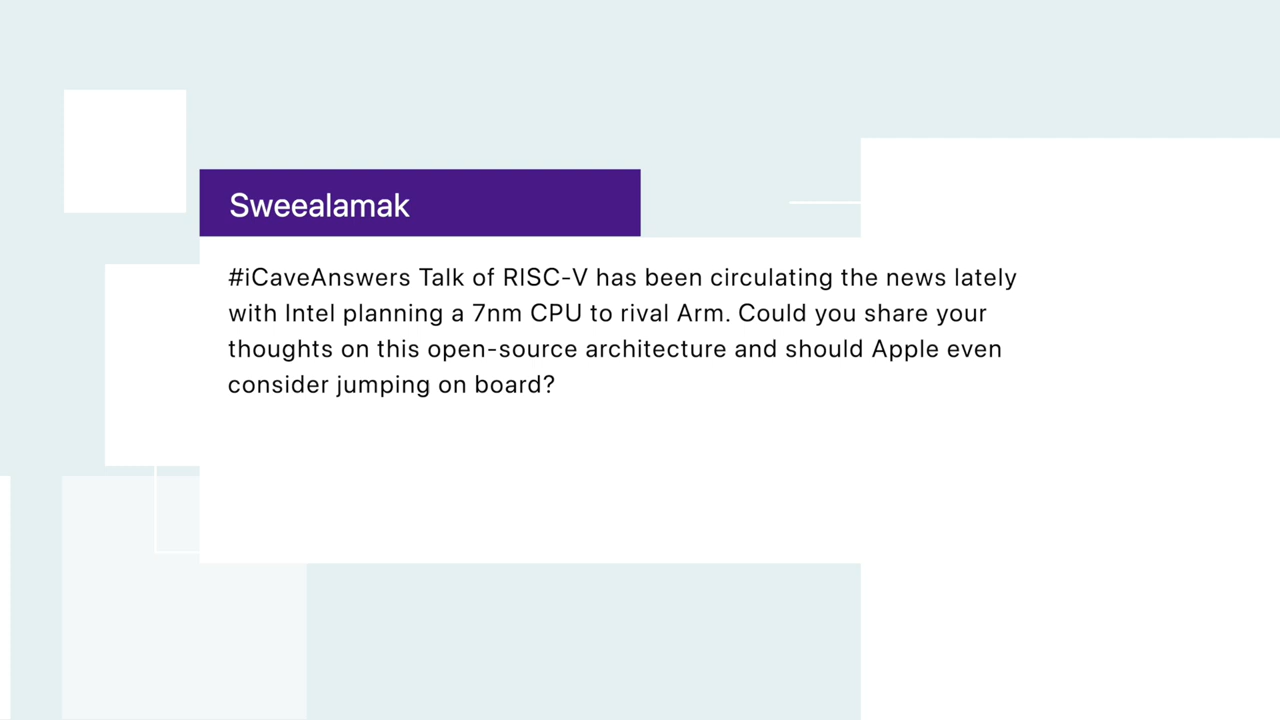 Sweealamak
#iCaveAnswers Talk of RISC-V has been circulating the news lately
with Intel planning a 7nm CPU to rival Arm. Could you share your
thoughts on this open-source architecture and should Apple even
consider jumping on board?